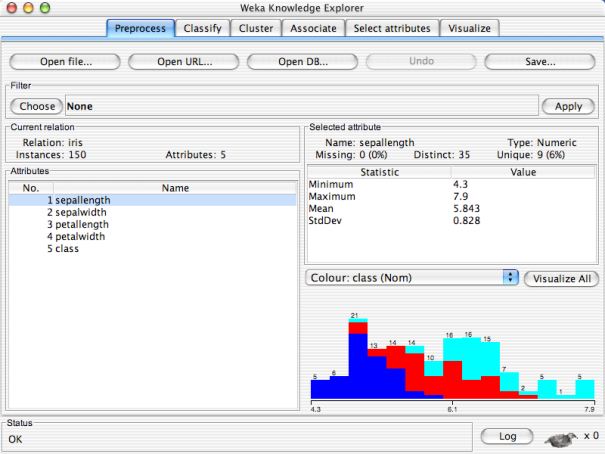 Weka Knowledge Explorer
Preprocess Classify Cluster Associate Select attributes Visualize
Open file... Open URL... Open DB... Undo Save...
Filter
Choose None Apply
Current relation
Relation: iris
Instances: 150 Attributes: 5
Attributes
No. Name
1 sepallength
2 sepalwidth
3 petallength
4 petalwidth
5 class
Selected attribute
Name: sepallength Type: Numeric
Missing: 0 (0%) Distinct: 35 Unique: 9 (6%)
Statistic Value
Minimum 4.3
Maximum 7.9
Mean 5.843
StdDev 0.828
Colour: class (Nom) Visualize All
5 6 21 13 14 14 10 16 16 15 7 2 5 1 5
4.3 6.1 7.9
Status
OK Log x 0